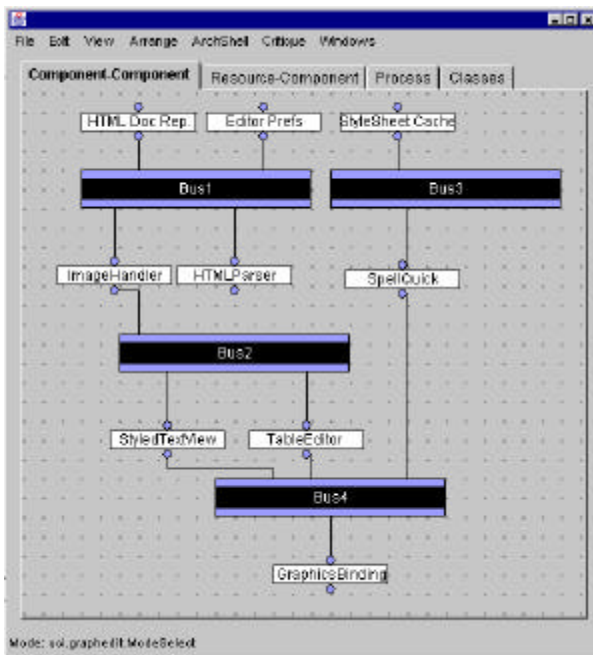 File Edit View Arrange ArchShell Critique Windows
Component-Component Resource-Component Process Classes
HTML Doc Rep. Editor Prefs StyleSheet Cache
Bus1 Bus3
ImageHandler HTMLParser SpellQuick
Bus2
StyledTextView TableEditor
Bus4
GraphicsBinding
Mode: uci.graphedit.ModeSelect